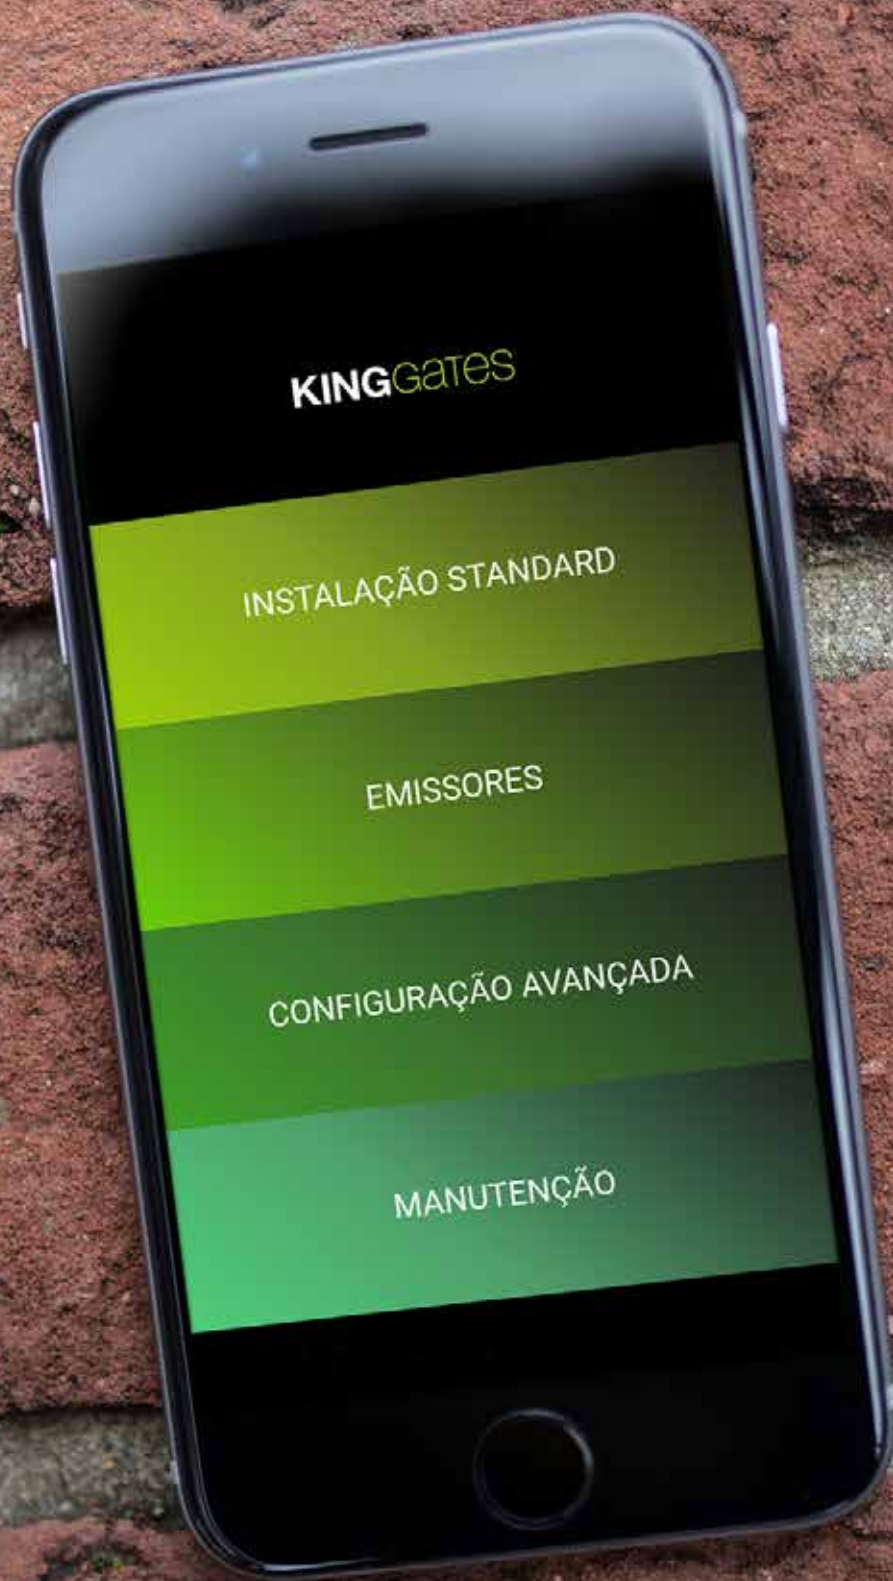 KINGGATES
INSTALAÇÃO STANDARD
EMISSORES
CONFIGURAÇÃO AVANÇADA
MANUTENÇÃO